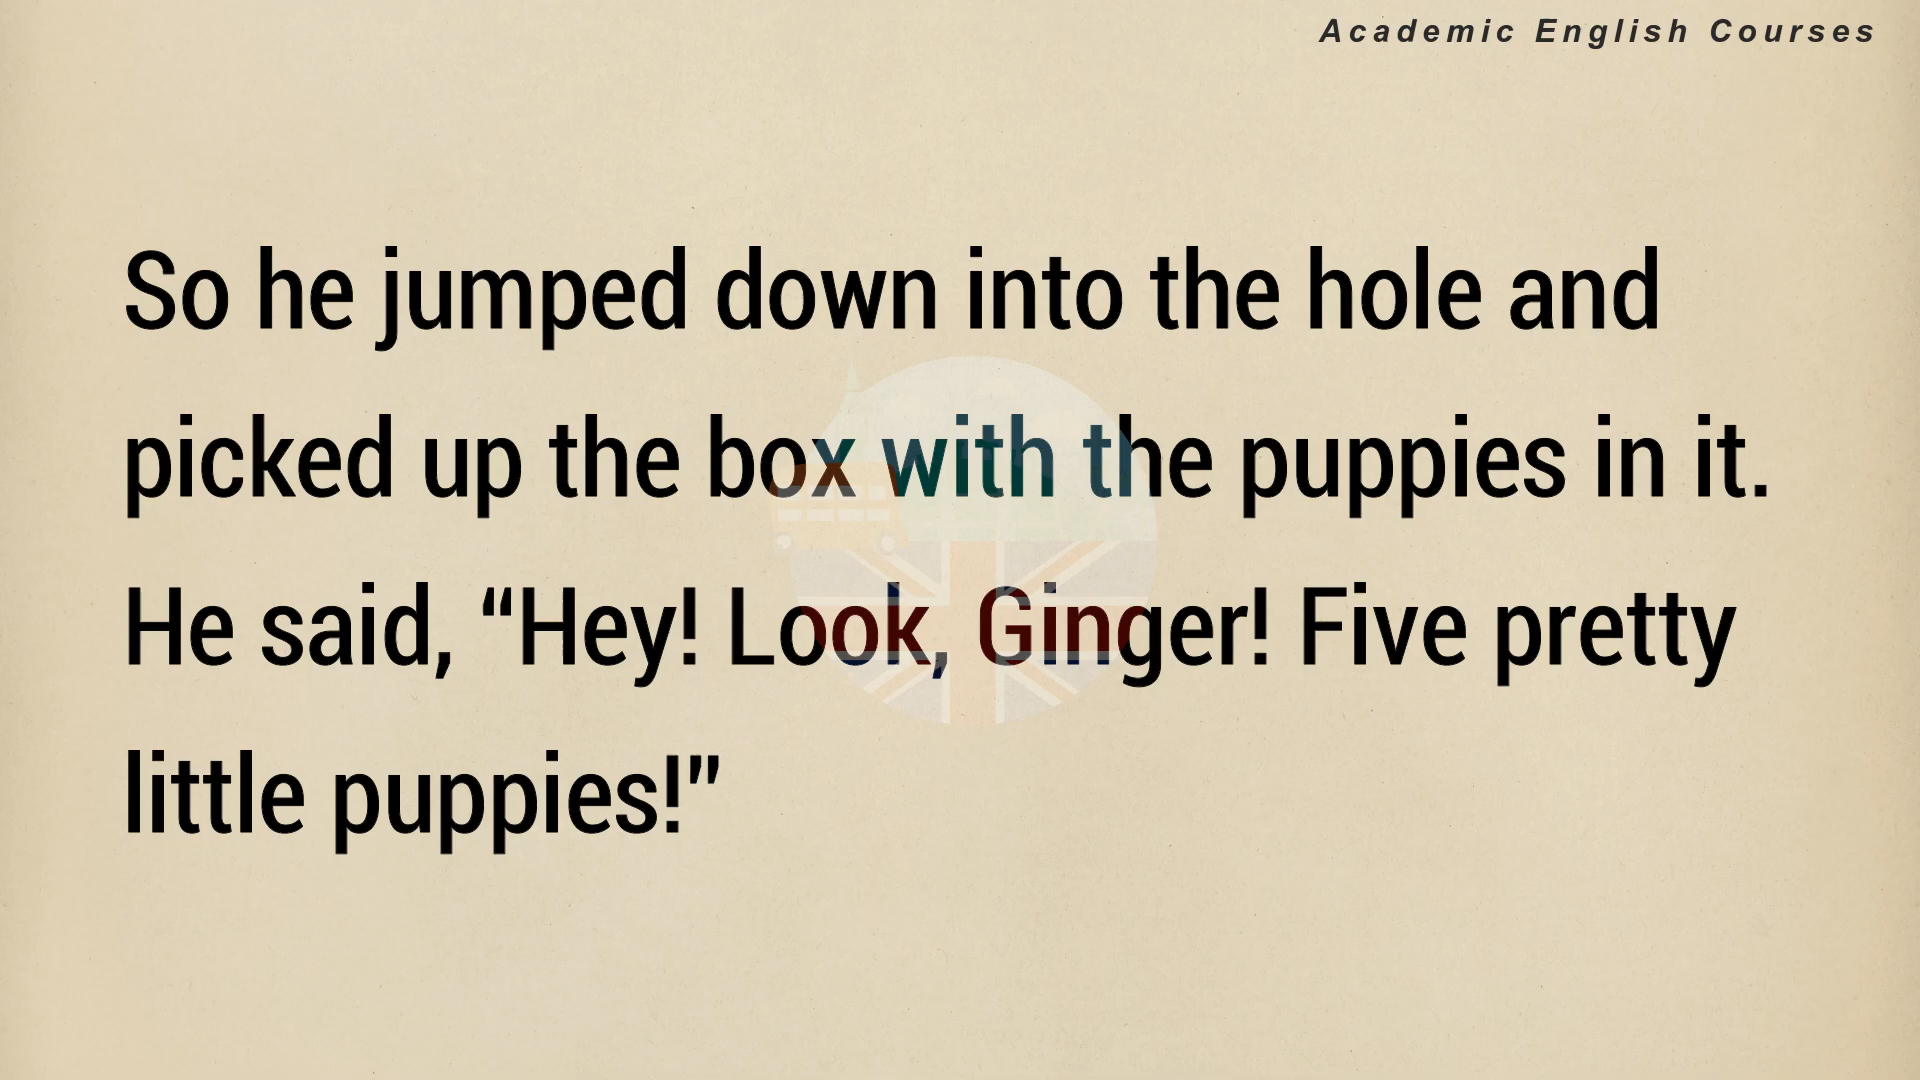 Academic English Courses
So he jumped down into the hole and
picked up the box with the puppies in it.
He said, “Hey! Look, Ginger! Five pretty
little puppies!”